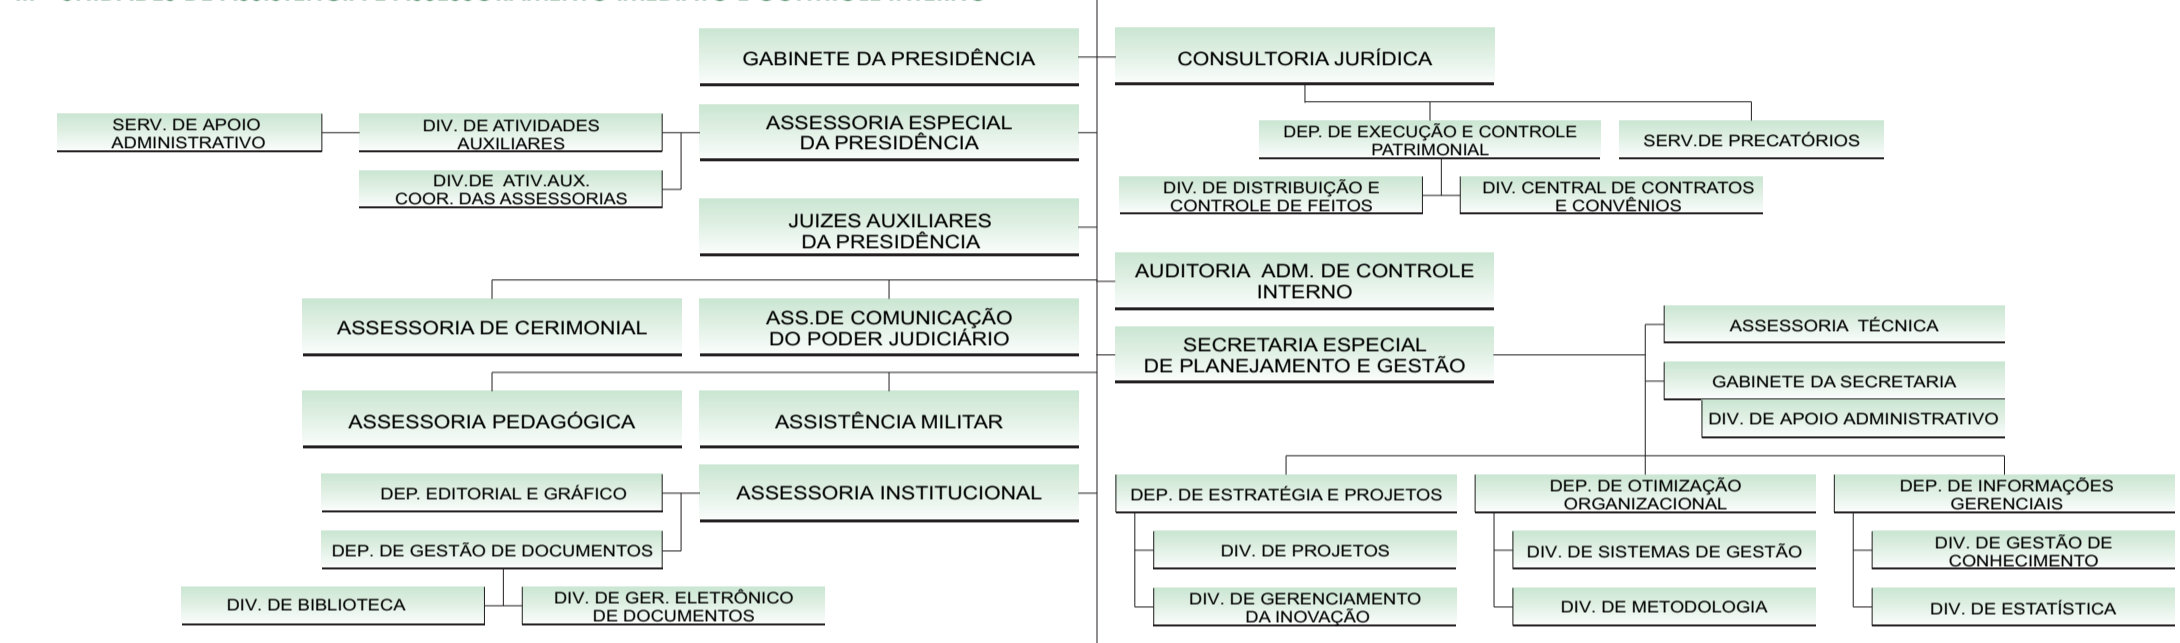 GABINETE DA PRESIDÊNCIA
CONSULTORIA JURÍDICA
SERV. DE APOIO
ADMINISTRATIVO
DIV. DE ATIVIDADES
AUXILIARES
ASSESSORIA ESPECIAL
DA PRESIDÊNCIA
DEP. DE EXECUÇÃO E CONTROLE
PATRIMONIAL
SERV.DE PRECATÓRIOS
DIV.DE ATIV.AUX.
COOR. DAS ASSESSORIAS
DIV. DE DISTRIBUIÇÃO E
CONTROLE DE FEITOS
DIV. CENTRAL DE CONTRATOS
E CONVÊNIOS
JUIZES AUXILIARES
DA PRESIDÊNCIA
AUDITORIA ADM. DE CONTROLE
INTERNO
ASSESSORIA DE CERIMONIAL
ASS.DE COMUNICAÇÃO
DO PODER JUDICIÁRIO
SECRETARIA ESPECIAL
DE PLANEJAMENTO E GESTÃO
ASSESSORIA TÉCNICA
GABINETE DA SECRETARIA
DIV. DE APOIO ADMINISTRATIVO
ASSESSORIA PEDAGÓGICA
ASSISTÊNCIA MILITAR
DEP. EDITORIAL E GRÁFICO
ASSESSORIA INSTITUCIONAL
DEP. DE GESTÃO DE DOCUMENTOS
DIV. DE BIBLIOTECA
DIV. DE GER. ELETRÔNICO
DE DOCUMENTOS
DEP. DE ESTRATÉGIA E PROJETOS
DIV. DE PROJETOS
DIV. DE GERENCIAMENTO
DA INOVAÇÃO
DEP. DE OTIMIZAÇÃO
ORGANIZACIONAL
DIV. DE SISTEMAS DE GESTÃO
DIV. DE METODOLOGIA
DEP. DE INFORMAÇÕES
GERENCIAIS
DIV. DE GESTÃO DE
CONHECIMENTO
DIV. DE ESTATÍSTICA